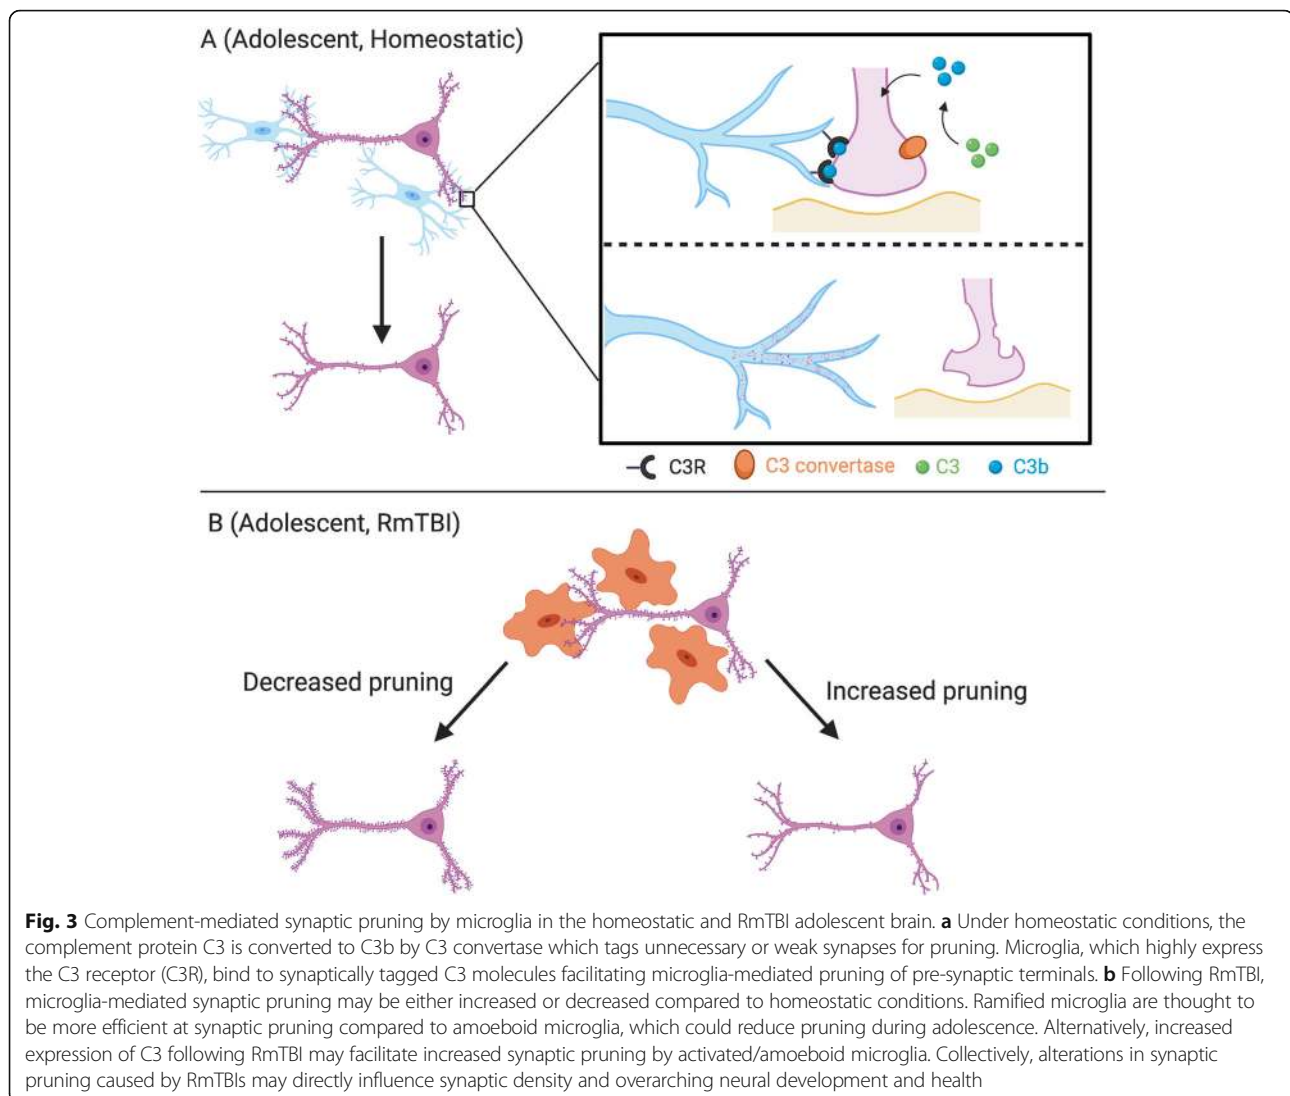 A (Adolescent, Homeostatic)
C3R C3 convertase C3 C3b
B (Adolescent, RmTBI)
Decreased pruning
Increased pruning
Fig. 3 Complement-mediated synaptic pruning by microglia in the homeostatic and RmTBI adolescent brain. a Under homeostatic conditions, the
complement protein C3 is converted to C3b by C3 convertase which tags unnecessary or weak synapses for pruning. Microglia, which highly express
the C3 receptor (C3R), bind to synaptically tagged C3 molecules facilitating microglia-mediated pruning of pre-synaptic terminals. b Following RmTBI,
microglia-mediated synaptic pruning may be either increased or decreased compared to homeostatic conditions. Ramified microglia are thought to
be more efficient at synaptic pruning compared to amoeboid microglia, which could reduce pruning during adolescence. Alternatively, increased
expression of C3 following RmTBI may facilitate increased synaptic pruning by activated/amoeboid microglia. Collectively, alterations in synaptic
pruning caused by RmTBIs may directly influence synaptic density and overarching neural development and health